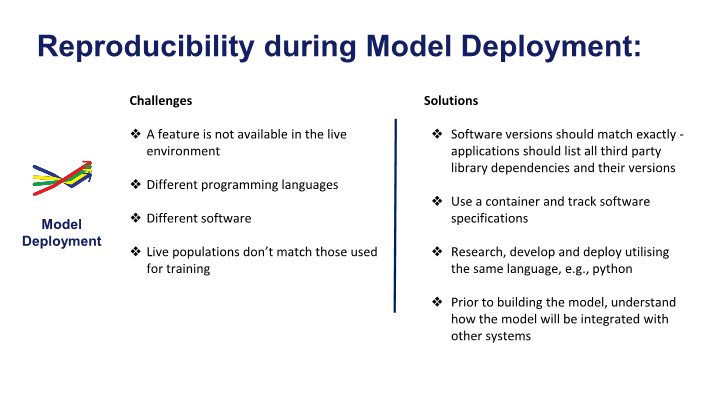 Reproducibility during Model Deployment:
Challenges
❖ A feature is not available in the live
environment
❖ Different programming languages
❖ Different software
❖ Live populations don’t match those used
for training
Model
Deployment
Solutions
❖ Software versions should match exactly -
applications should list all third party
library dependencies and their versions
❖ Use a container and track software
specifications
❖ Research, develop and deploy utilising
the same language, e.g., python
❖ Prior to building the model, understand
how the model will be integrated with
other systems